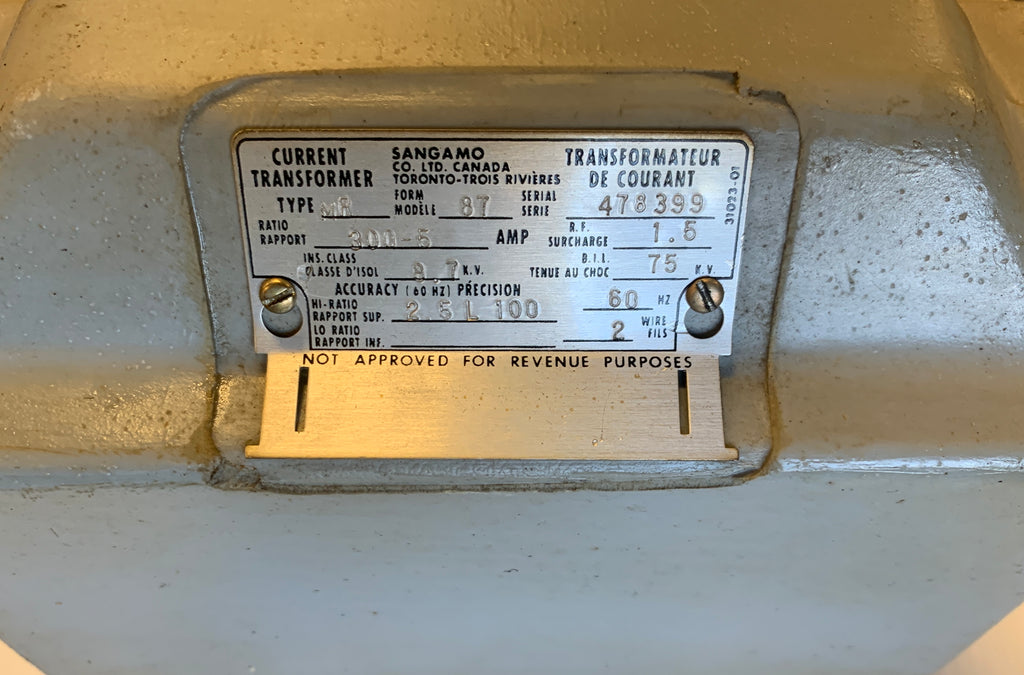 CURRENT TRANSFORMER
SANGAMO
CO. LTD. CANADA
TORONTO-TROIS RIVIÈRES
TRANSFORMATEUR DE COURANT
TYPE MR FORM MODÈLE 87 SERIAL SERIE 478399
RATIO RAPPORT 300-5 AMP R.F. SURCHARGE 1.5
INS. CLASS CLASSE D'ISOL 8.7 K.V. B.I.L. TENUE AU CHOC 75 K.V.
ACCURACY (60 HZ) PRÉCISION
HI-RATIO RAPPORT SUP. 2.5 L 100 60 HZ
LO RATIO RAPPORT INF. 2 WIRE FILS
31023-01
NOT APPROVED FOR REVENUE PURPOSES